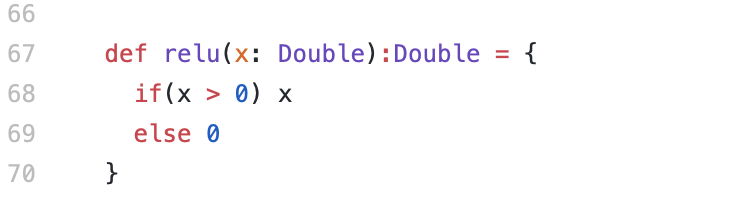 66
67 def relu(x: Double):Double = {
68 if(x > 0) x
69 else 0
70 }